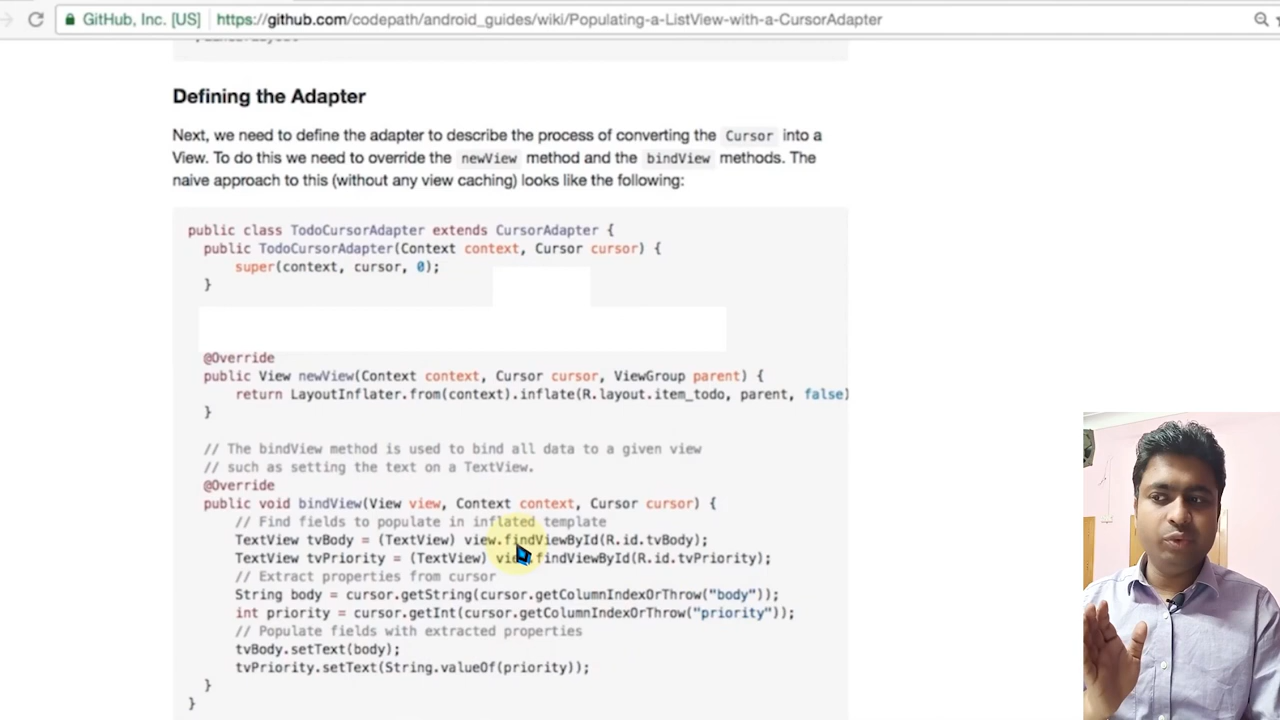 GitHub, Inc. [US] https://github.com/codepath/android_guides/wiki/Populating-a-ListView-with-a-CursorAdapter
Defining the Adapter
Next, we need to define the adapter to describe the process of converting the Cursor into a
View. To do this we need to override the newView method and the bindView methods. The
naive approach to this (without any view caching) looks like the following:
public class TodoCursorAdapter extends CursorAdapter {
public TodoCursorAdapter(Context context, Cursor cursor) {
super(context, cursor, 0);
}
@Override
public View newView(Context context, Cursor cursor, ViewGroup parent) {
return LayoutInflater.from(context).inflate(R.layout.item_todo, parent, false)
}
// The bindView method is used to bind all data to a given view
// such as setting the text on a TextView.
@Override
public void bindView(View view, Context context, Cursor cursor) {
// Find fields to populate in inflated template
TextView tvBody = (TextView) view.findViewById(R.id.tvBody);
TextView tvPriority = (TextView) view.findViewById(R.id.tvPriority);
// Extract properties from cursor
String body = cursor.getString(cursor.getColumnIndexOrThrow("body"));
int priority = cursor.getInt(cursor.getColumnIndexOrThrow("priority"));
// Populate fields with extracted properties
tvBody.setText(body);
tvPriority.setText(String.valueOf(priority));
}
}